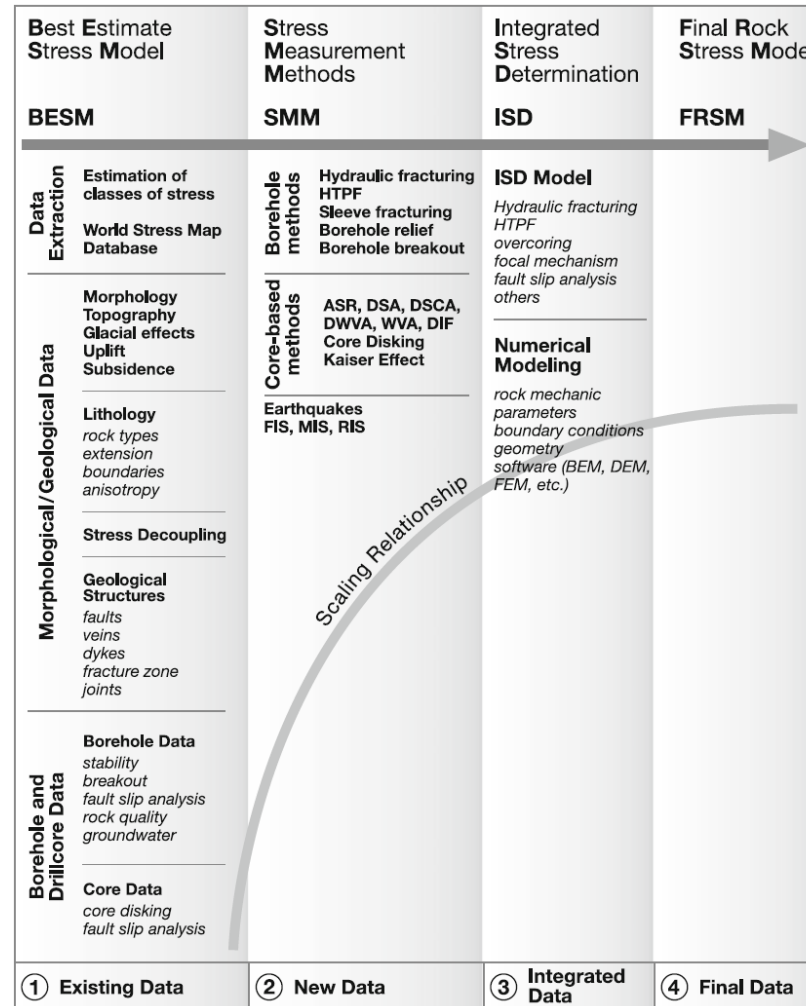 Best Estimate
Stress Model
BESM
Stress
Measurement
Methods
SMM
Integrated
Stress
Determination
ISD
Final Rock
Stress Mode
FRSM
Data
Extraction
Estimation of
classes of stress
World Stress Map
Database
Morphological/Geological Data
Morphology
Topography
Glacial effects
Uplift
Subsidence
Lithology
rock types
extension
boundaries
anisotropy
Stress Decoupling
Geological
Structures
faults
veins
dykes
fracture zone
joints
Borehole and
Drillcore Data
Borehole Data
stability
breakout
fault slip analysis
rock quality
groundwater
Core Data
core disking
fault slip analysis
Borehole
methods
Hydraulic fracturing
HTPF
Sleeve fracturing
Borehole relief
Borehole breakout
Core-based
methods
ASR, DSA, DSCA,
DWVA, WVA, DIF
Core Disking
Kaiser Effect
Earthquakes
FIS, MIS, RIS
Scaling Relationship
ISD Model
Hydraulic fracturing
HTPF
overcoring
focal mechanism
fault slip analysis
others
Numerical
Modeling
rock mechanic
parameters
boundary conditions
geometry
software (BEM, DEM,
FEM, etc.)
1 Existing Data
2 New Data
3 Integrated
Data
4 Final Data